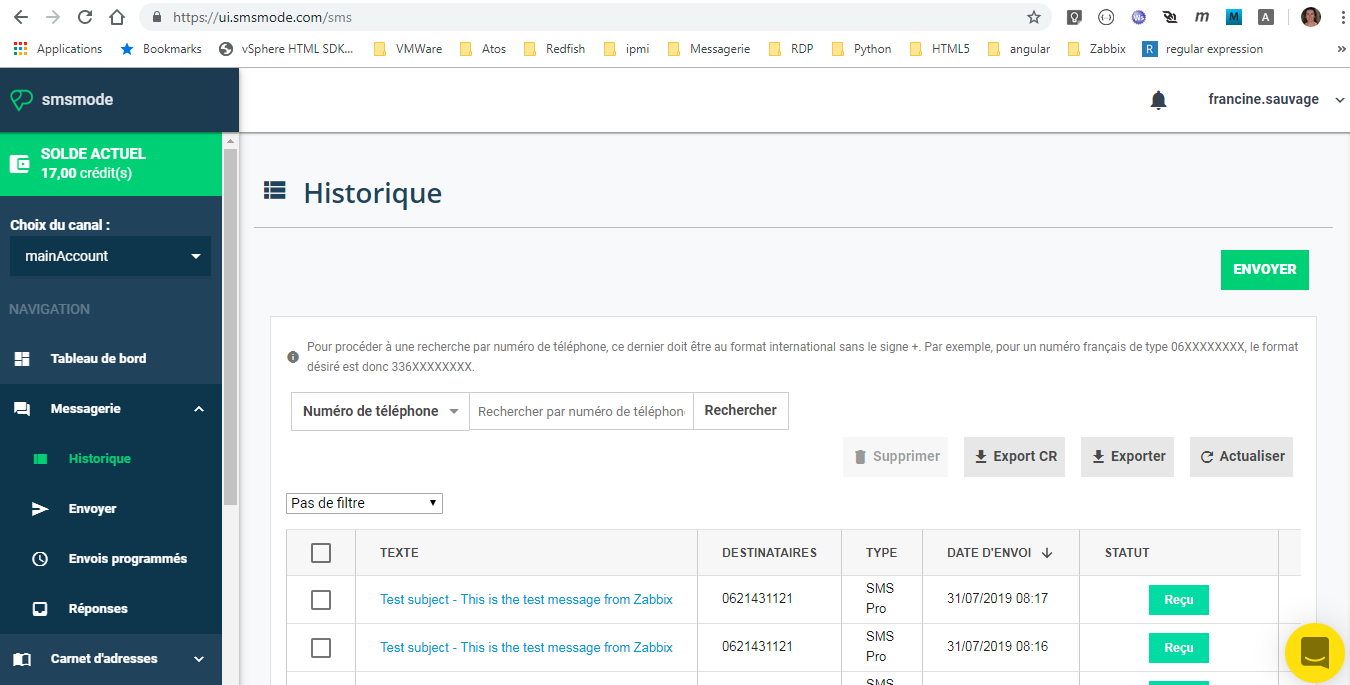 https://ui.smsmode.com/sms
Applications Bookmarks vSphere HTML SDK... VMWare Atos Redfish ipmi Messagerie RDP Python HTML5 angular Zabbix R regular expression »
smsmode
francine.sauvage
SOLDE ACTUEL
17,00 crédit(s)
Historique
Choix du canal :
mainAccount
ENVOYER
NAVIGATION
Tableau de bord
Messagerie
Historique
Envoyer
Envois programmés
Réponses
Carnet d'adresses
Pour procéder à une recherche par numéro de téléphone, ce dernier doit être au format international sans le signe +. Par exemple, pour un numéro français de type 06XXXXXXXX, le format
désiré est donc 336XXXXXXXX.
Numéro de téléphone Rechercher par numéro de téléphon Rechercher
Supprimer Export CR Exporter Actualiser
Pas de filtre
TEXTE DESTINATAIRES TYPE DATE D'ENVOI STATUT
Test subject - This is the test message from Zabbix 0621431121 SMS Pro 31/07/2019 08:17 Reçu
Test subject - This is the test message from Zabbix 0621431121 SMS Pro 31/07/2019 08:16 Reçu
SMS